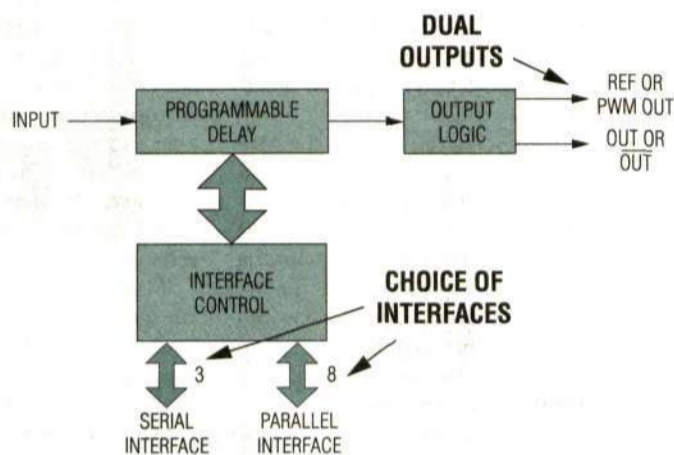 DUAL
OUTPUTS
INPUT
PROGRAMMABLE
DELAY
OUTPUT
LOGIC
REF OR
PWM OUT
OUT OR
OUT
INTERFACE
CONTROL
CHOICE OF
INTERFACES
3
8
SERIAL
INTERFACE
PARALLEL
INTERFACE